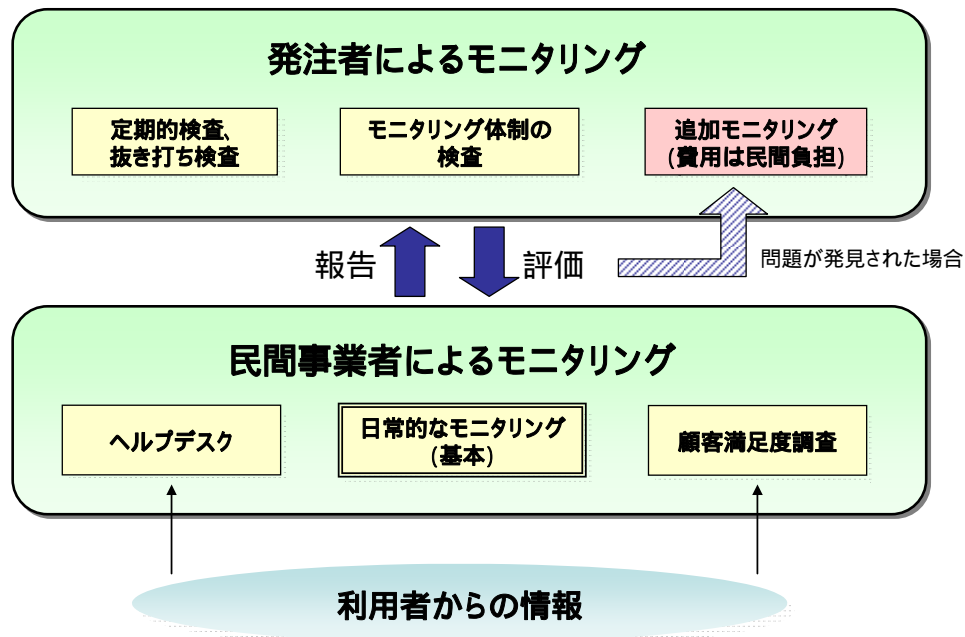 発注者によるモニタリング
定期的検査、
抜き打ち検査
モニタリング体制の
検査
追加モニタリング
(費用は民間負担)
報告
評価
問題が発見された場合
民間事業者によるモニタリング
ヘルプデスク
日常的なモニタリング
(基本)
顧客満足度調査
利用者からの情報